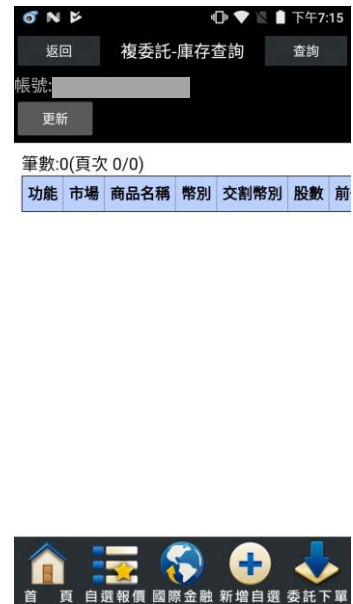 下午7:15
返回 複委託-庫存查詢 查詢
帳號:
更新
筆數:0(頁次 0/0)
功能 市場 商品名稱 幣別 交割幣別 股數 前
首 頁 自選報價 國際金融 新增自選 委託下單